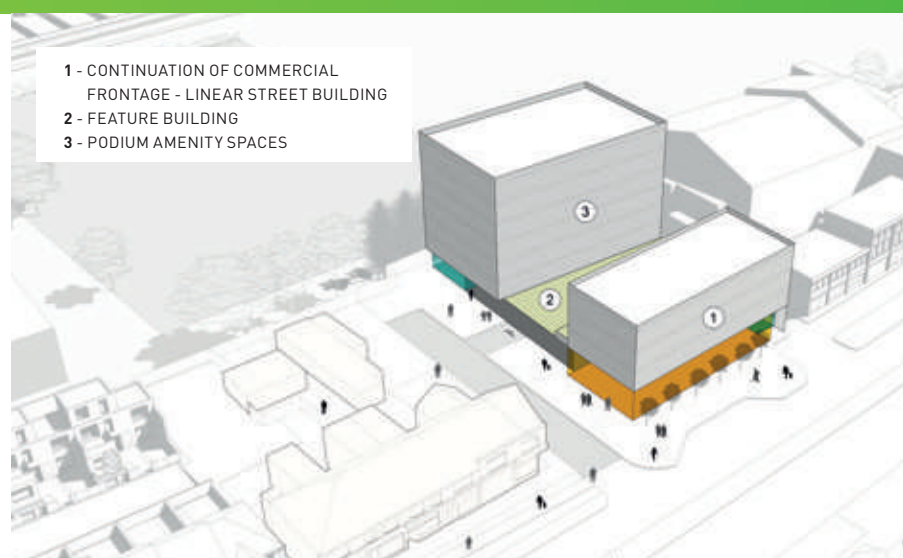 1 - CONTINUATION OF COMMERCIAL
FRONTAGE - LINEAR STREET BUILDING
2 - FEATURE BUILDING
3 - PODIUM AMENITY SPACES
3
2
1